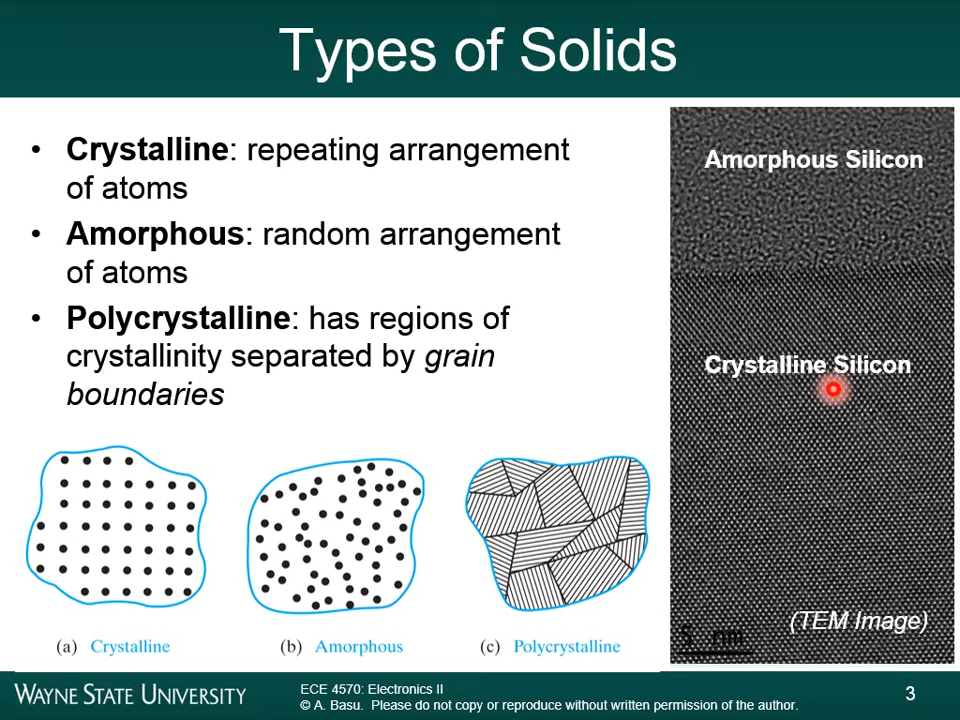 Types of Solids
• Crystalline: repeating arrangement
of atoms
• Amorphous: random arrangement
of atoms
• Polycrystalline: has regions of
crystallinity separated by grain
boundaries
Amorphous Silicon
Crystalline Silicon
(TEM Image)
5 nm
(a) Crystalline
(b) Amorphous
(c) Polycrystalline
WAYNE STATE UNIVERSITY
ECE 4570: Electronics II
© A. Basu. Please do not copy or reproduce without written permission of the author.
3